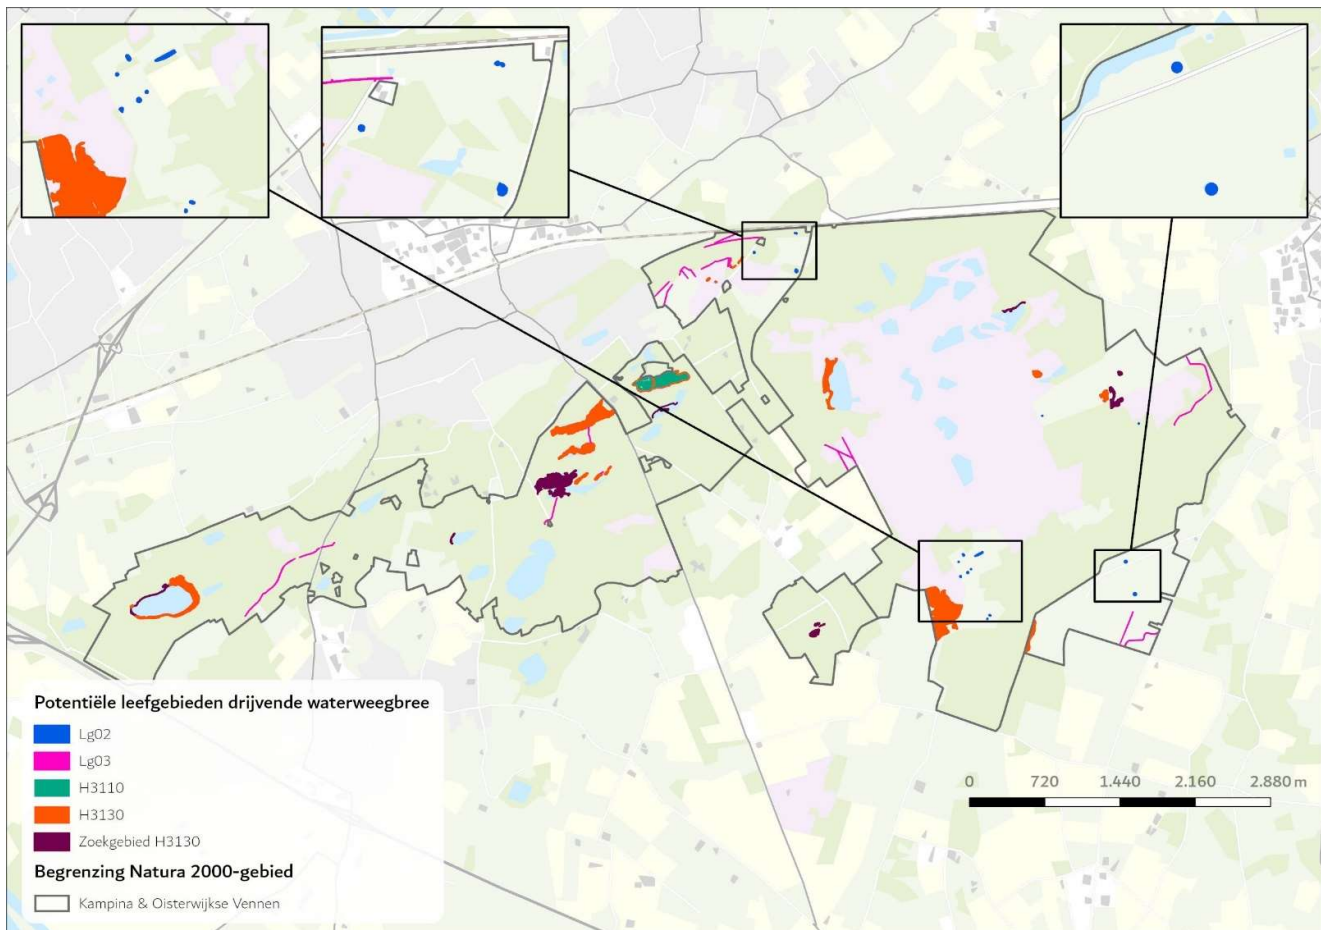 Potentiële leefgebieden drijvende waterweegbree
Lg02
Lg03
H3110
H3130
Zoekgebied H3130
Begrenzing Natura 2000-gebied
Kampina & Oisterwijkse Vennen
0 720 1.440 2.160 2.880 m